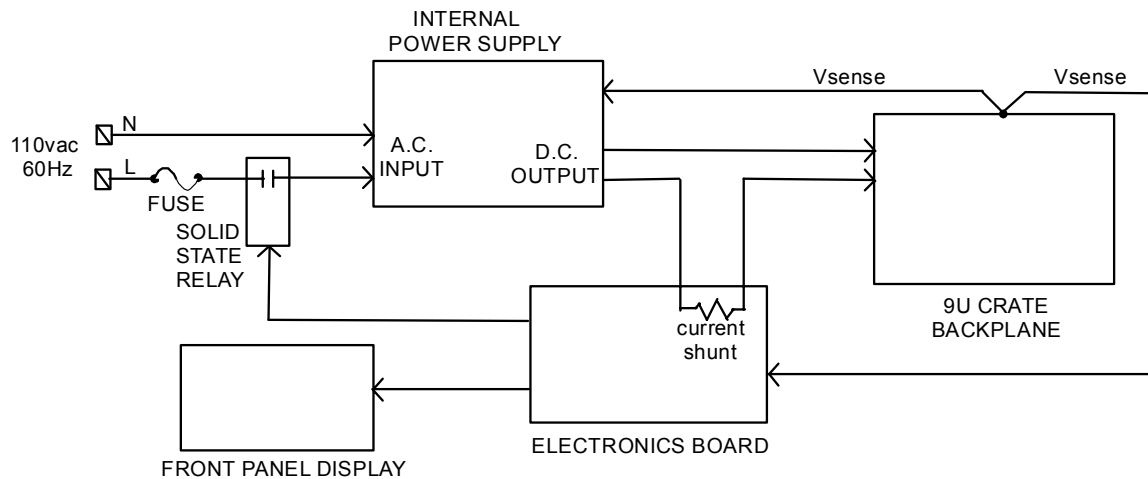 INTERNAL
POWER SUPPLY
Vsense
Vsense
N
110vac
60Hz
L
A.C.
INPUT
D.C.
OUTPUT
FUSE
SOLID
STATE
RELAY
current
shunt
9U CRATE
BACKPLANE
ELECTRONICS BOARD
FRONT PANEL DISPLAY